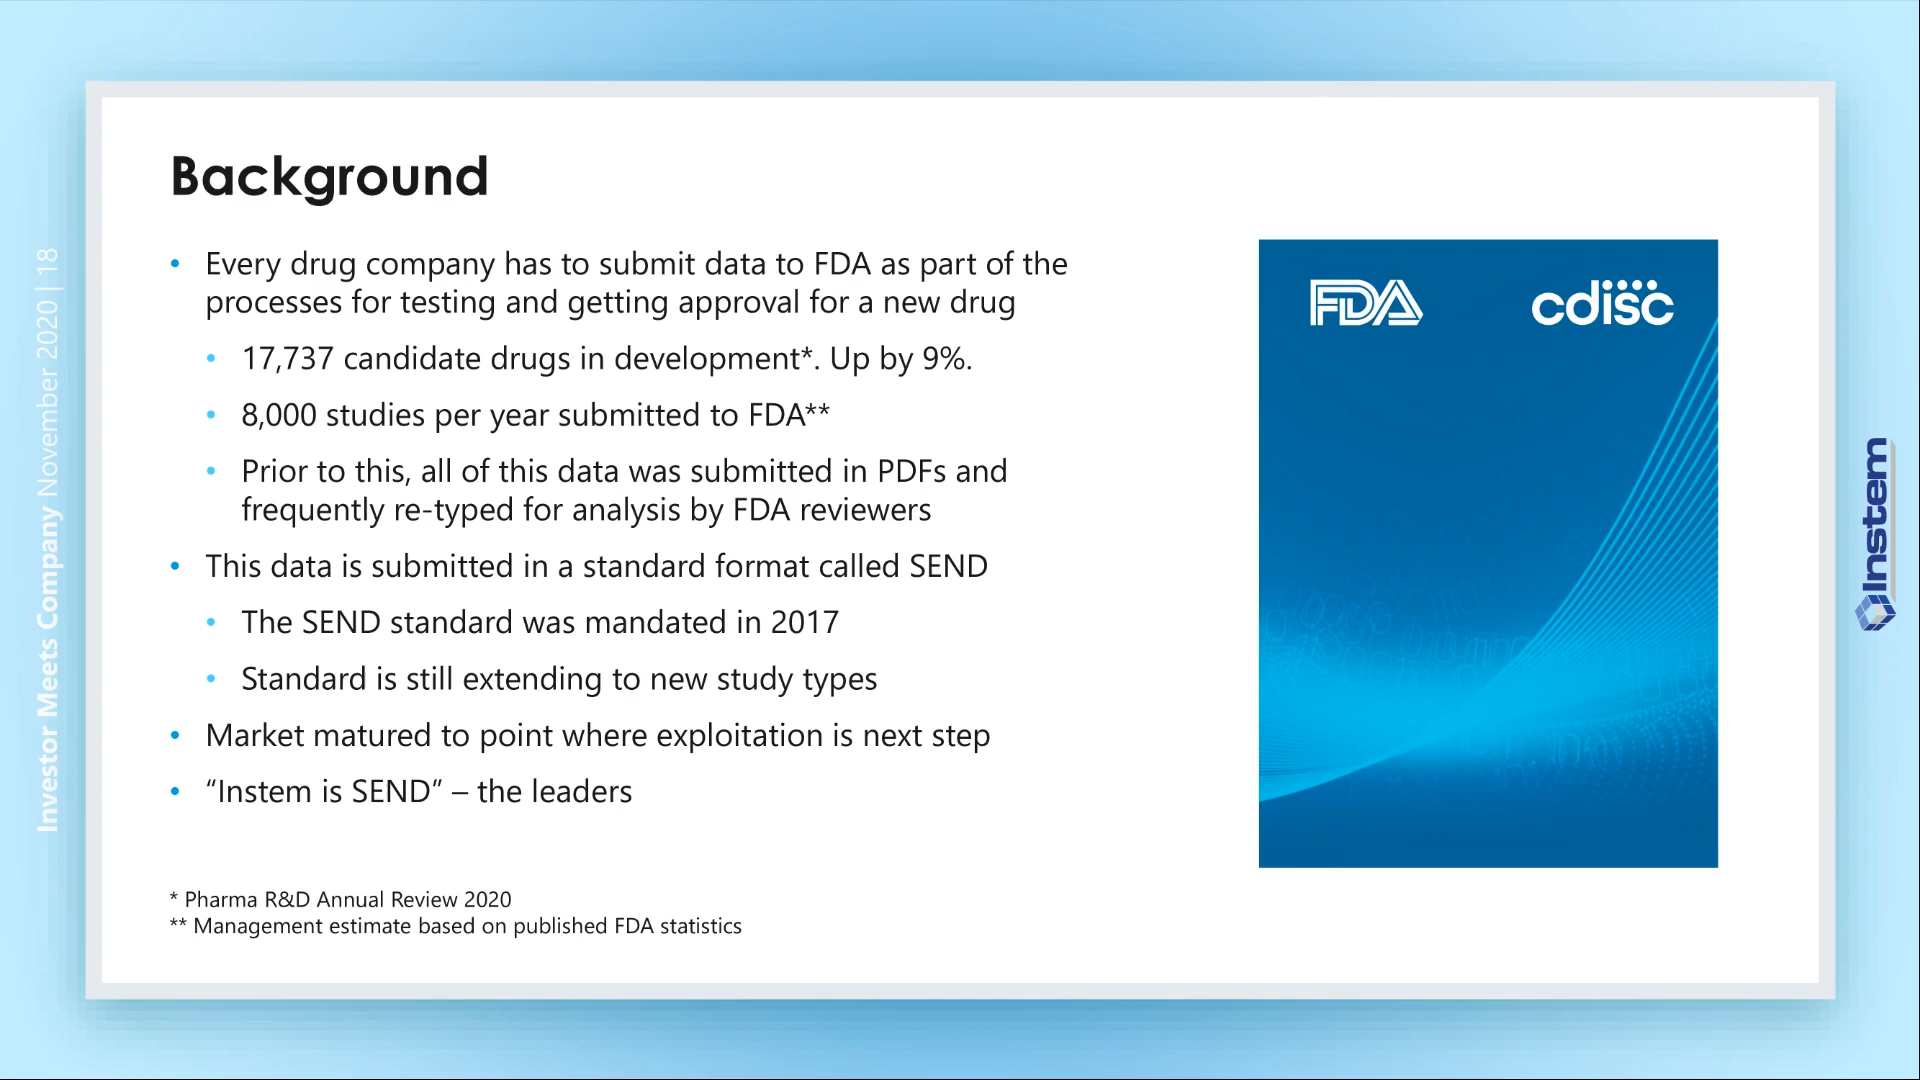 Background
• Every drug company has to submit data to FDA as part of the
processes for testing and getting approval for a new drug
• 17,737 candidate drugs in development*. Up by 9%.
• 8,000 studies per year submitted to FDA**
• Prior to this, all of this data was submitted in PDFs and
frequently re-typed for analysis by FDA reviewers
• This data is submitted in a standard format called SEND
• The SEND standard was mandated in 2017
• Standard is still extending to new study types
• Market matured to point where exploitation is next step
• “Instem is SEND” – the leaders
* Pharma R&D Annual Review 2020
** Management estimate based on published FDA statistics
FDA
cdisc
Investor Meets Company November 2020 | 18
Instem